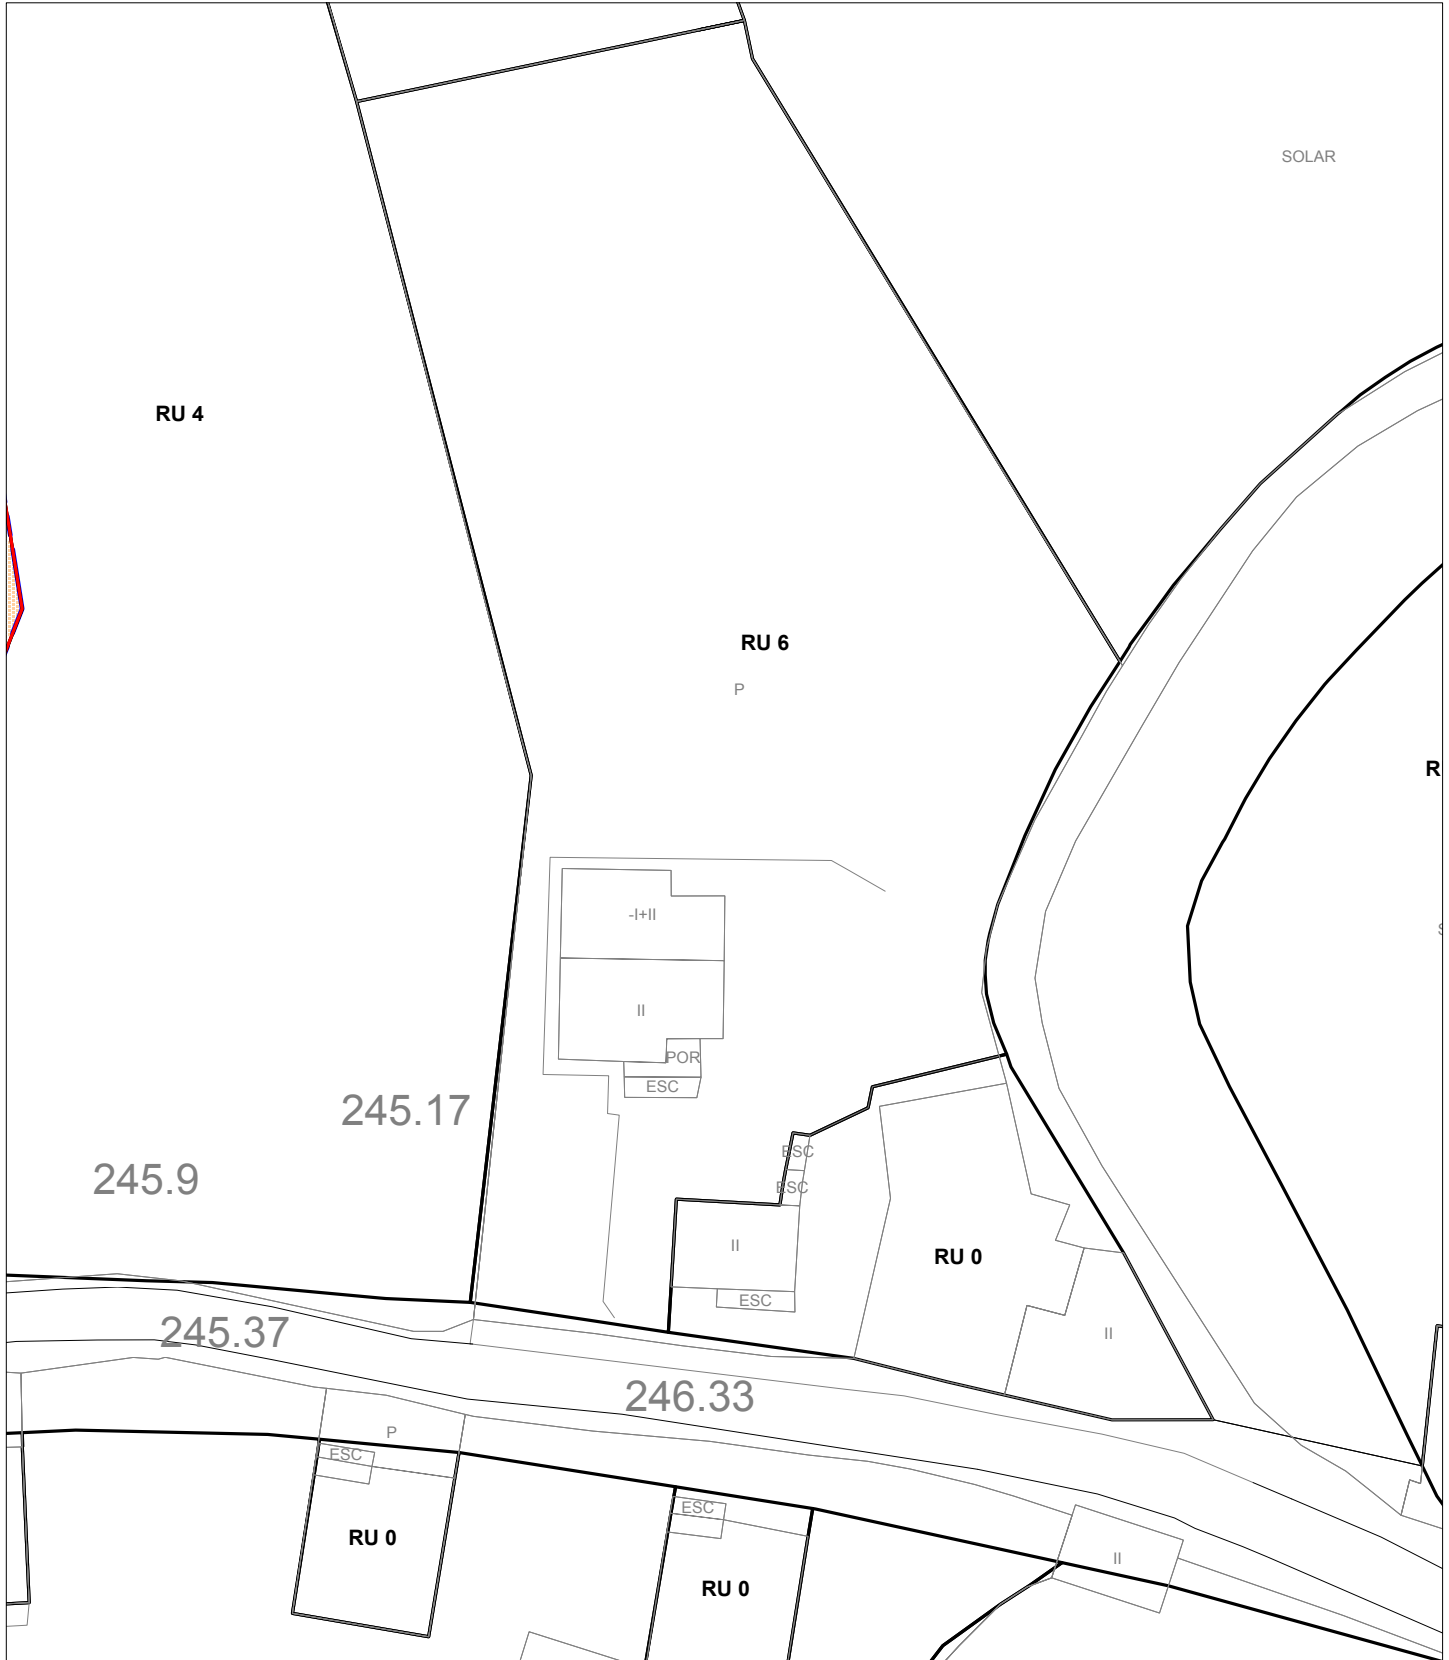 SOLAR
RU 4
RU 6
P
R
-I+II
II
POR
ESC
245.17
245.9
ESC
ESC
II
RU 0
ESC
245.37
II
246.33
P
ESC
ESC
RU 0
II
RU 0